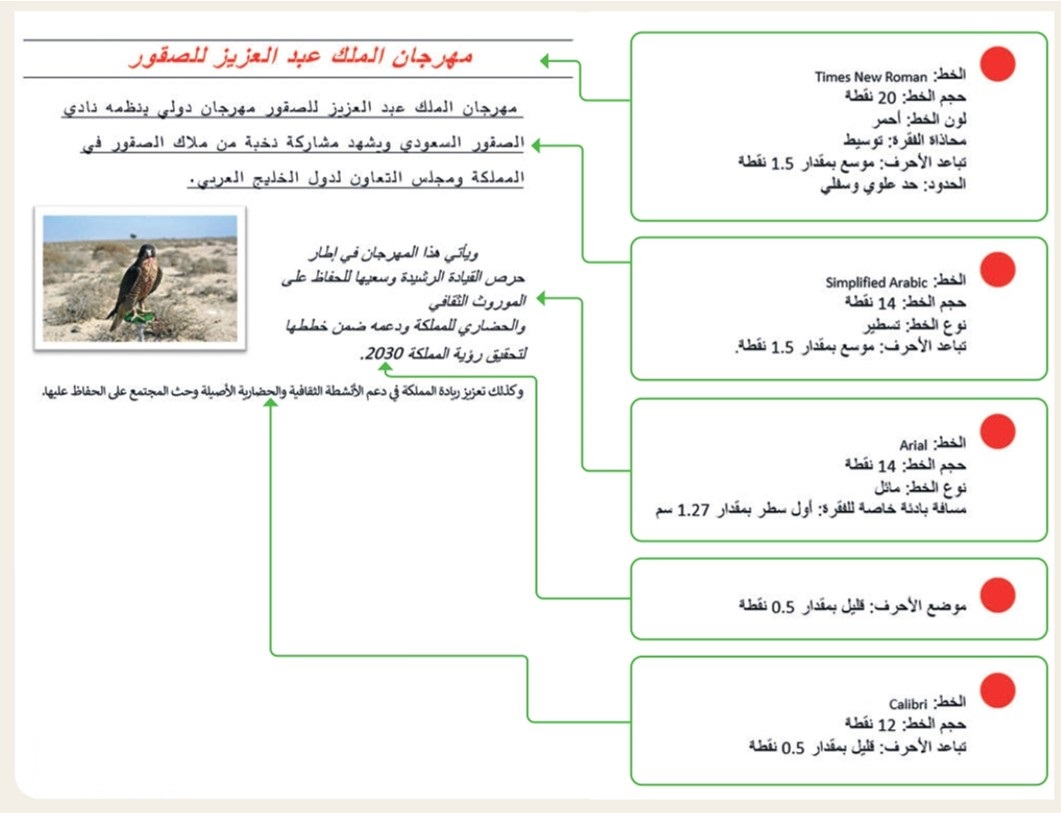 مهرجان الملك عبد العزيز للصقور
مهرجان الملك عبد العزيز للصقور مهرجان دولي ينظمه نادي
الصقور السعودي ويشهد مشاركة نخبة من ملاك الصقور في
المملكة ومجلس التعاون لدول الخليج العربي.
ويأتي هذا المهرجان في إطار
حرص القيادة الرشيدة وسعيها للحفاظ على
الموروث الثقافي
والحضاري للمملكة ودعمه ضمن خططها
لتحقيق رؤية المملكة 2030.
وكذلك تعزيز ريادة المملكة في دعم الأنشطة الثقافية والحضارية الأصيلة وحث المجتمع على الحفاظ عليها.
الخط: Times New Roman
حجم الخط: 20 نقطة
لون الخط: أحمر
محاذاة الفقرة: توسيط
تباعد الأحرف: موسع بمقدار 1.5 نقطة
الحدود: حد علوي وسفلي
الخط: Simplified Arabic
حجم الخط: 14 نقطة
نوع الخط: تسطير
تباعد الأحرف: موسع بمقدار 1.5 نقطة.
الخط: Arial
حجم الخط: 14 نقطة
نوع الخط: مائل
مسافة بادئة خاصة للفقرة: أول سطر بمقدار 1.27 سم
موضع الأحرف: قليل بمقدار 0.5 نقطة
الخط: Calibri
حجم الخط: 12 نقطة
تباعد الأحرف: قليل بمقدار 0.5 نقطة